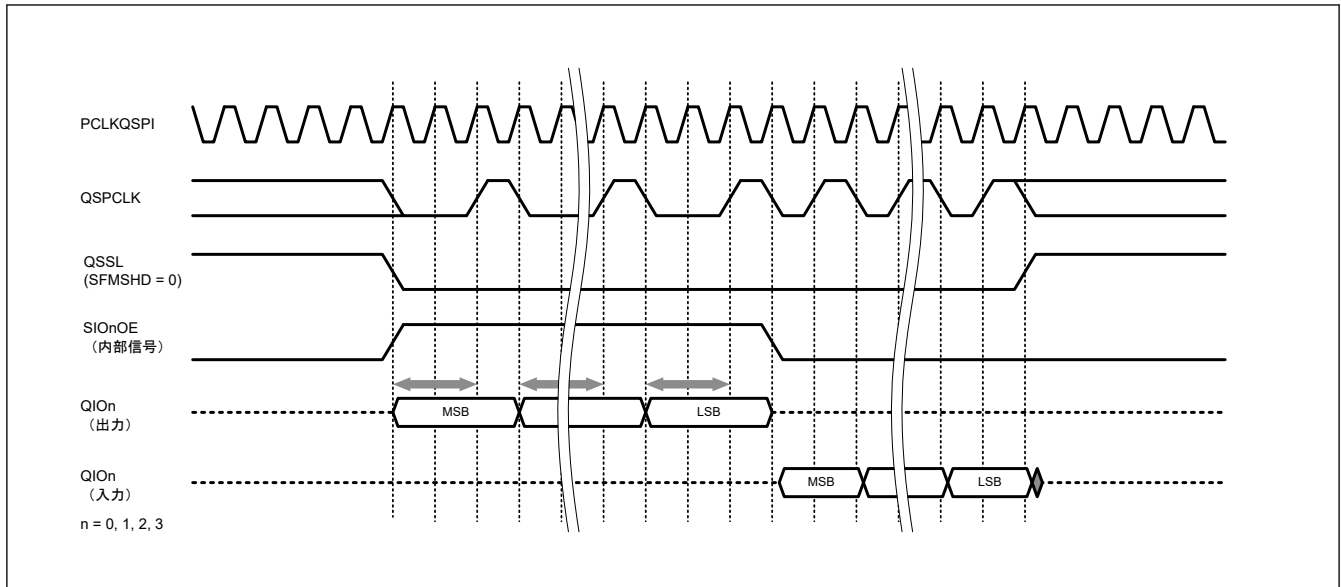 PCLKQSPI
QSPCLK
QSSL
(SFMSHD = 0)
SIOnOE
（内部信号）
QIOn
（出力）
MSB
LSB
QIOn
（入力）
MSB
LSB
n = 0, 1, 2, 3